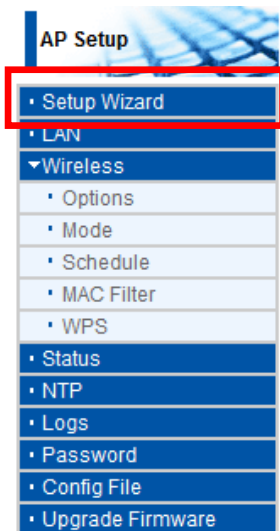 AP Setup
Setup Wizard
LAN
Wireless
Options
Mode
Schedule
MAC Filter
WPS
Status
NTP
Logs
Password
Config File
Upgrade Firmware